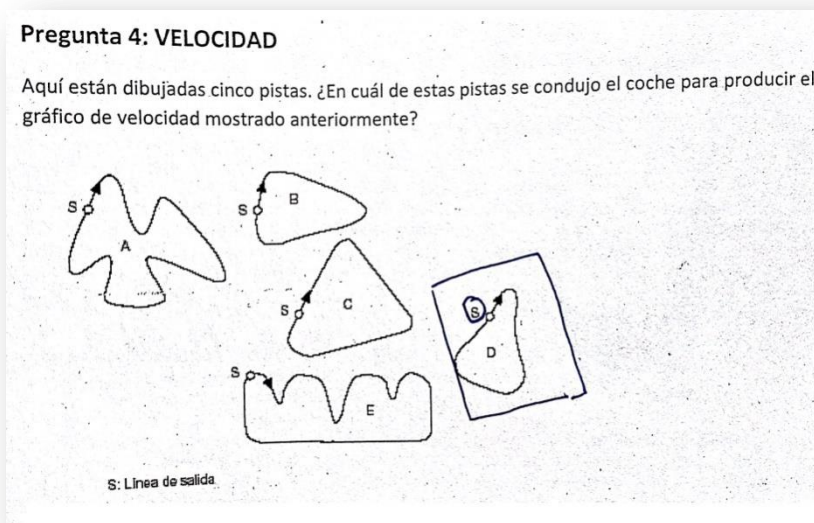 Pregunta 4: VELOCIDAD
Aquí están dibujadas cinco pistas. ¿En cuál de estas pistas se condujo el coche para producir el
gráfico de velocidad mostrado anteriormente?
S
A
S
B
S
C
S
D
S
E
S: Línea de salida